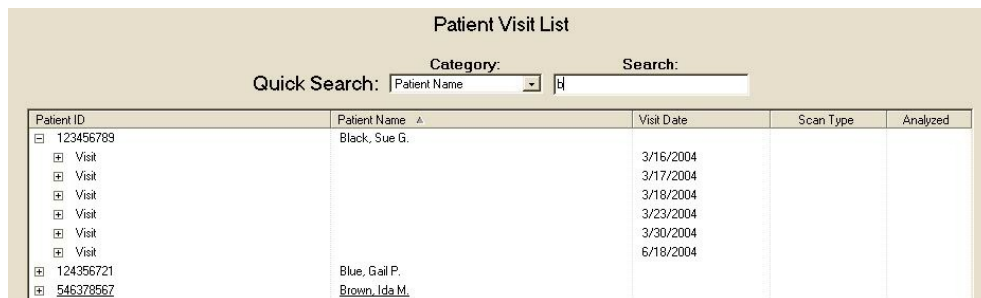 Patient Visit List
Category: Search:
Quick Search: Patient Name b
Patient ID Patient Name Visit Date Scan Type Analyzed
123456789 Black, Sue G.
Visit 3/16/2004
Visit 3/17/2004
Visit 3/18/2004
Visit 3/23/2004
Visit 3/30/2004
Visit 6/18/2004
124356721 Blue, Gail P.
546378567 Brown, Ida M.